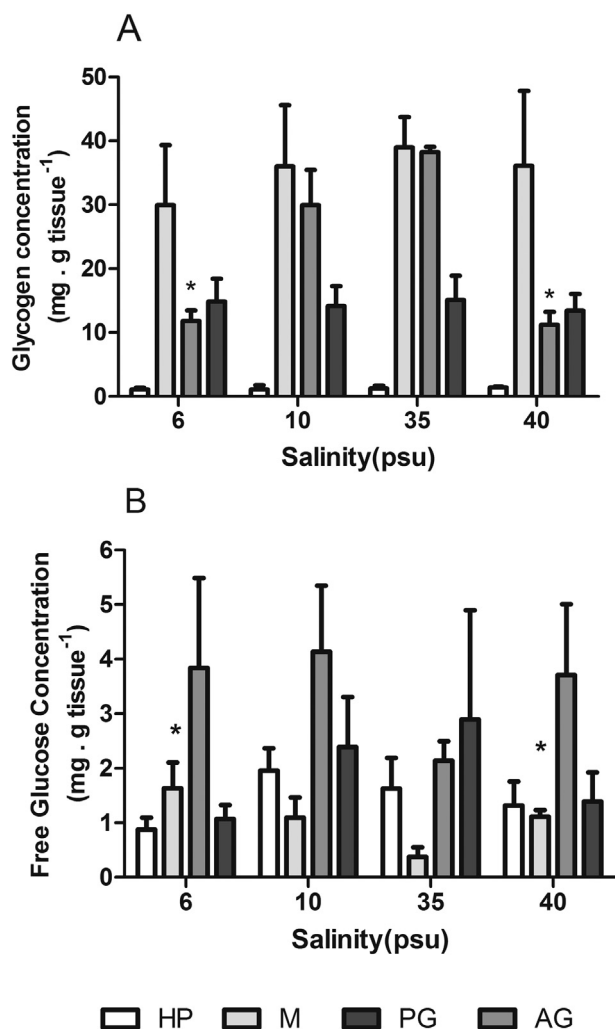 A
Glycogen concentration
(mg . g tissue⁻¹)
50
40
30
20
10
0
*
*
6 10 35 40
Salinity(psu)
B
Free Glucose Concentration
(mg . g tissue⁻¹)
6
5
4
3
2
1
0
*
*
6 10 35 40
Salinity(psu)
HP M PG AG